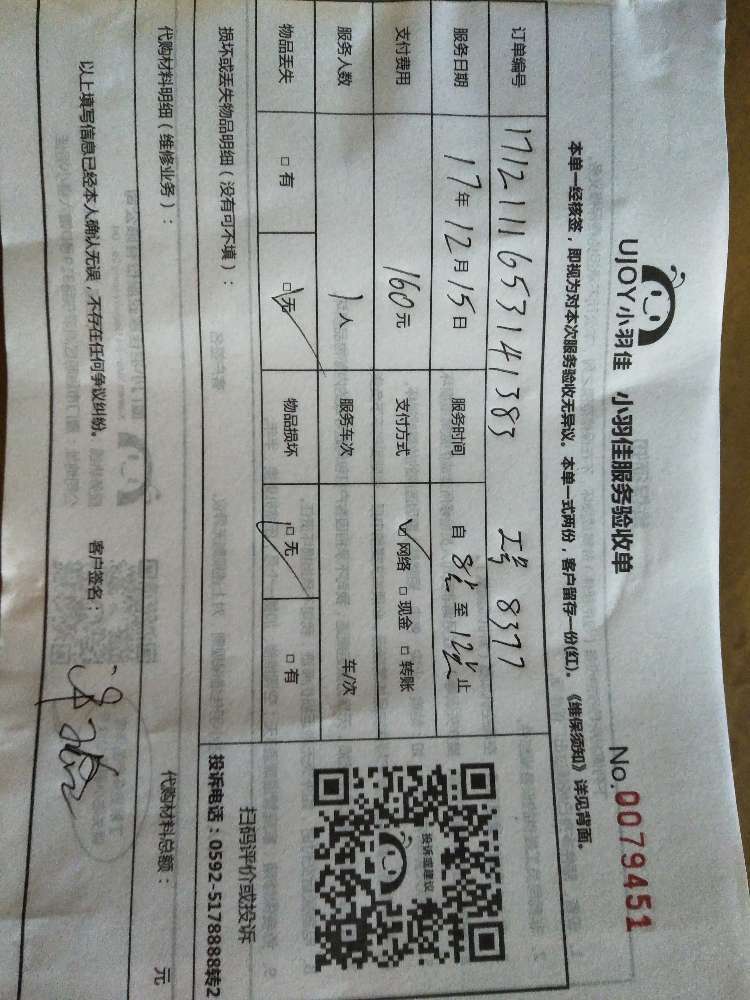 UJOY小羽佳 小羽佳服务验收单
No.0079451
本单一经核签，即视为对本次服务验收无异议。本单一式两份，客户留存一份(红)。《维保须知》详见背面。
订单编号 1712111653141383 工号 8377
服务日期 17年12月15日 服务时间 自 8点 至 12点 止
支付费用 160元 支付方式 ☑网络 □现金 □转账
服务人数 1人 服务车次 车/次
物品丢失 □有 ☑无 物品损坏 ☑无 □有
损坏或丢失物品明细（没有可不填）：
投诉或建议
扫码评价或投诉
投诉电话：0592-5178888转2
代购材料明细（维修业务）： 代购材料总额： 元
以上填写信息已经本人确认无误，不存在任何争议纠纷。 客户签名：